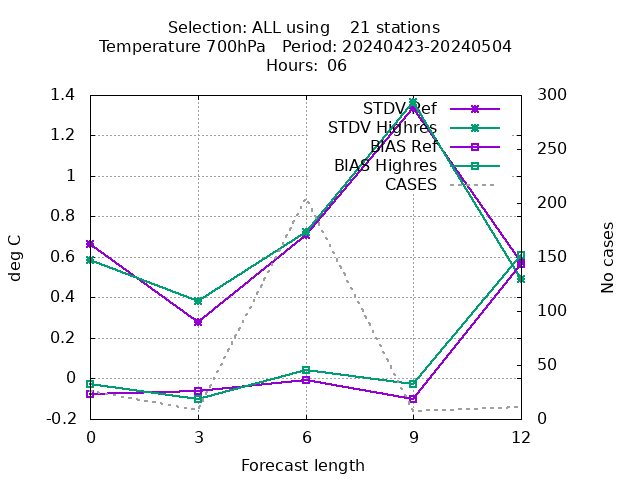 Selection: ALL using    21 stations
Temperature 700hPa   Period: 20240423-20240504
Hours: 06
1.4
1.2
1
0.8
0.6
0.4
0.2
0
-0.2
300
250
200
150
100
50
0
STDV Ref
STDV Highres
BIAS Ref
BIAS Highres
CASES
deg C
No cases
0 3 6 9 12
Forecast length